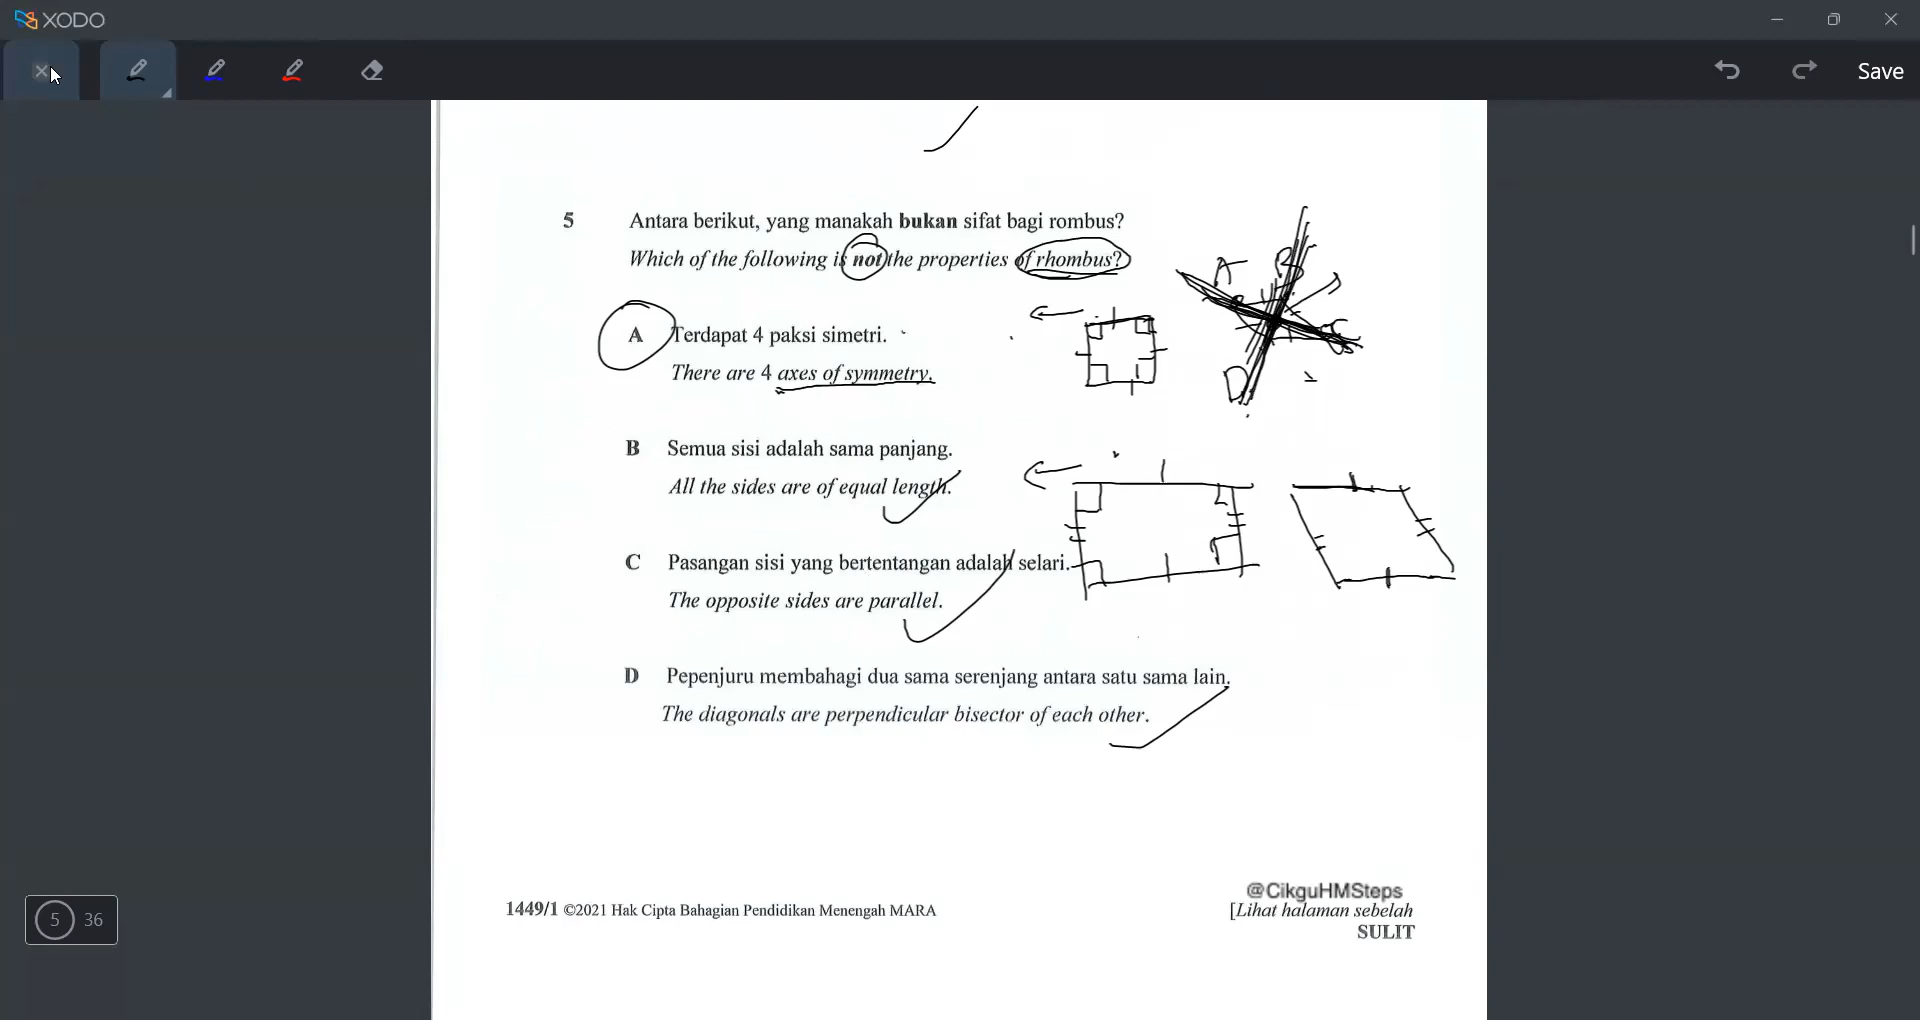 XODO
Save
5 Antara berikut, yang manakah bukan sifat bagi rombus?
Which of the following is not the properties of rhombus?
A Terdapat 4 paksi simetri.
There are 4 axes of symmetry.
B Semua sisi adalah sama panjang.
All the sides are of equal length.
C Pasangan sisi yang bertentangan adalah selari.
The opposite sides are parallel.
D Pepenjuru membahagi dua sama serenjang antara satu sama lain.
The diagonals are perpendicular bisector of each other.
A B
D
5 36
@CikguHMSteps
1449/1 ©2021 Hak Cipta Bahagian Pendidikan Menengah MARA
[Lihat halaman sebelah
SULIT